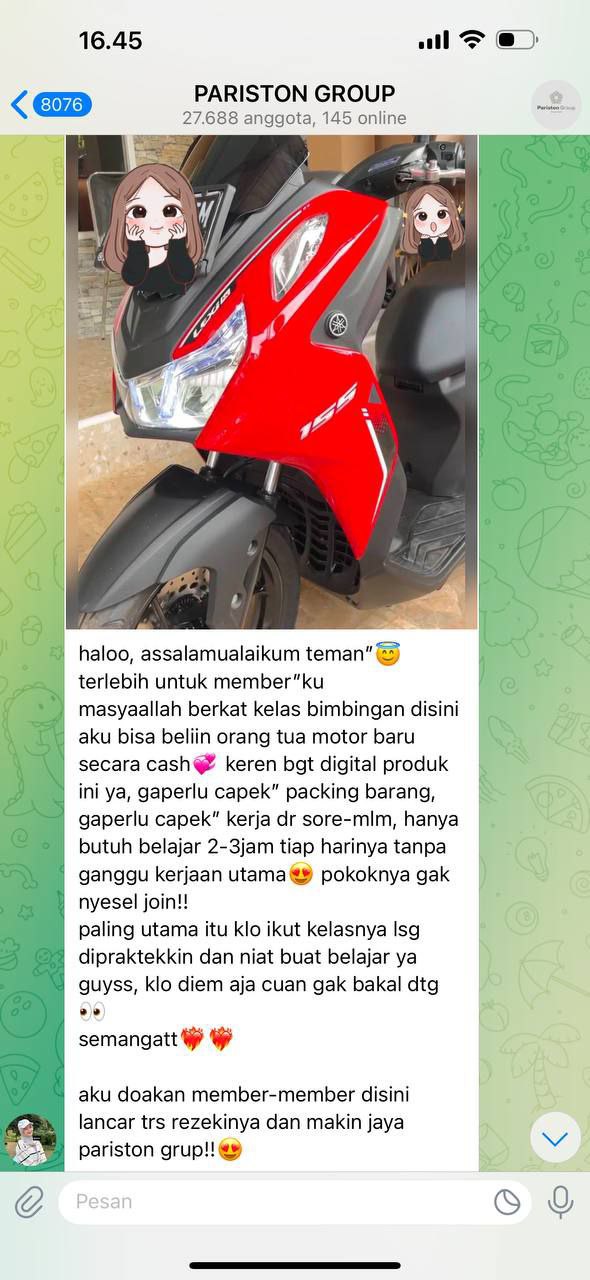 16.45
8076
PARISTON GROUP
27.688 anggota, 145 online
Pariston Group
LEXi
155
haloo, assalamualaikum teman”😇
terlebih untuk member”ku
masyaallah berkat kelas bimbingan disini
aku bisa beliin orang tua motor baru
secara cash💞 keren bgt digital produk
ini ya, gaperlu capek” packing barang,
gaperlu capek” kerja dr sore-mlm, hanya
butuh belajar 2-3jam tiap harinya tanpa
ganggu kerjaan utama😍 pokoknya gak
nyesel join!!
paling utama itu klo ikut kelasnya lsg
dipraktekkin dan niat buat belajar ya
guyss, klo diem aja cuan gak bakal dtg
👀
semangatt❤️‍🔥❤️‍🔥
aku doakan member-member disini
lancar trs rezekinya dan makin jaya
pariston grup!!😍
Pesan